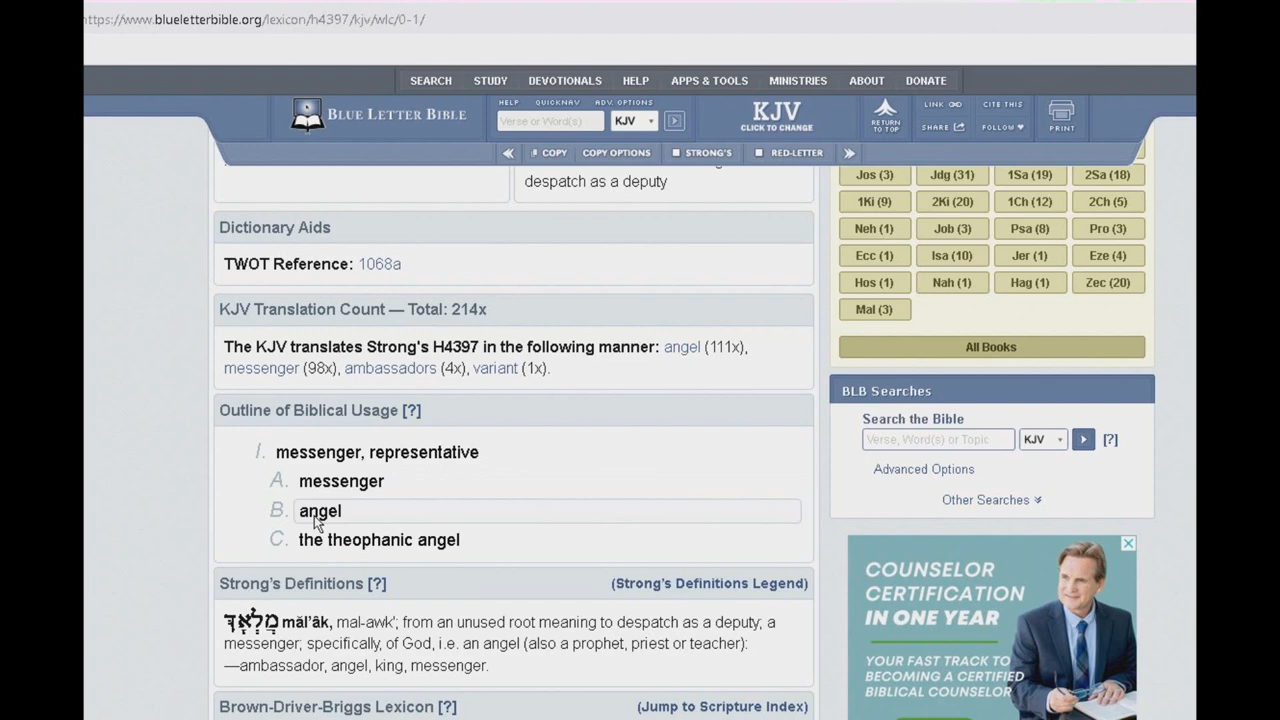 https://www.blueletterbible.org/lexicon/h4397/kjv/wlc/0-1/
SEARCH STUDY DEVOTIONALS HELP APPS & TOOLS MINISTRIES ABOUT DONATE
BLUE LETTER BIBLE
HELP QUICKNAV ADV. OPTIONS
Verse or Word(s) KJV
KJV
CLICK TO CHANGE
RETURN TO TOP
LINK CITE THIS
SHARE FOLLOW
PRINT
COPY COPY OPTIONS STRONG'S RED-LETTER
despatch as a deputy
Dictionary Aids
TWOT Reference: 1068a
KJV Translation Count — Total: 214x
The KJV translates Strong's H4397 in the following manner: angel (111x),
messenger (98x), ambassadors (4x), variant (1x).
Outline of Biblical Usage [?]
I. messenger, representative
A. messenger
B. angel
C. the theophanic angel
Strong's Definitions [?] (Strong's Definitions Legend)
מֲלְאָךְ mălʼâk, mal-awk'; from an unused root meaning to despatch as a deputy; a
messenger; specifically, of God, i.e. an angel (also a prophet, priest or teacher):
—ambassador, angel, king, messenger.
Brown-Driver-Briggs Lexicon [?] (Jump to Scripture Index)
Jos (3) Jdg (31) 1Sa (19) 2Sa (18)
1Ki (9) 2Ki (20) 1Ch (12) 2Ch (5)
Neh (1) Job (3) Psa (8) Pro (3)
Ecc (1) Isa (10) Jer (1) Eze (4)
Hos (1) Nah (1) Hag (1) Zec (20)
Mal (3)
All Books
BLB Searches
Search the Bible
Verse, Word(s) or Topic KJV [?]
Advanced Options
Other Searches
COUNSELOR
CERTIFICATION
IN ONE YEAR
YOUR FAST TRACK TO
BECOMING A CERTIFIED
BIBLICAL COUNSELOR